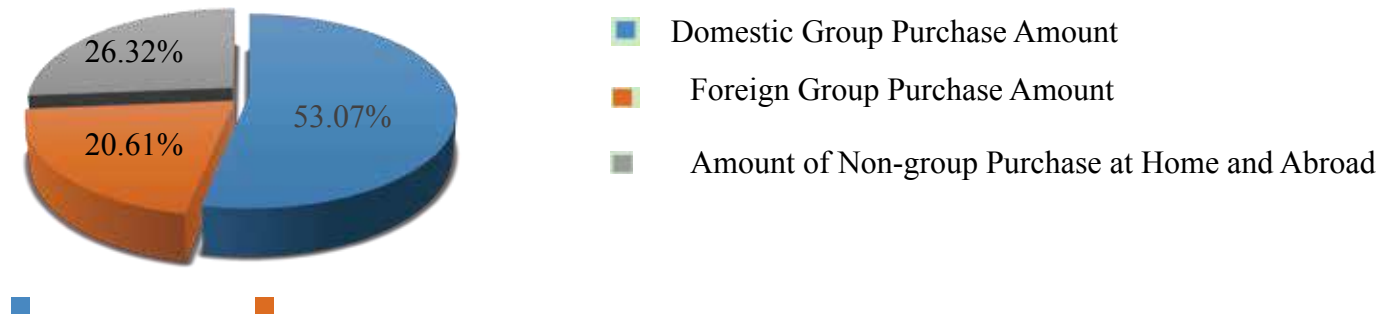 26.32%
53.07%
20.61%
Domestic Group Purchase Amount
Foreign Group Purchase Amount
Amount of Non-group Purchase at Home and Abroad